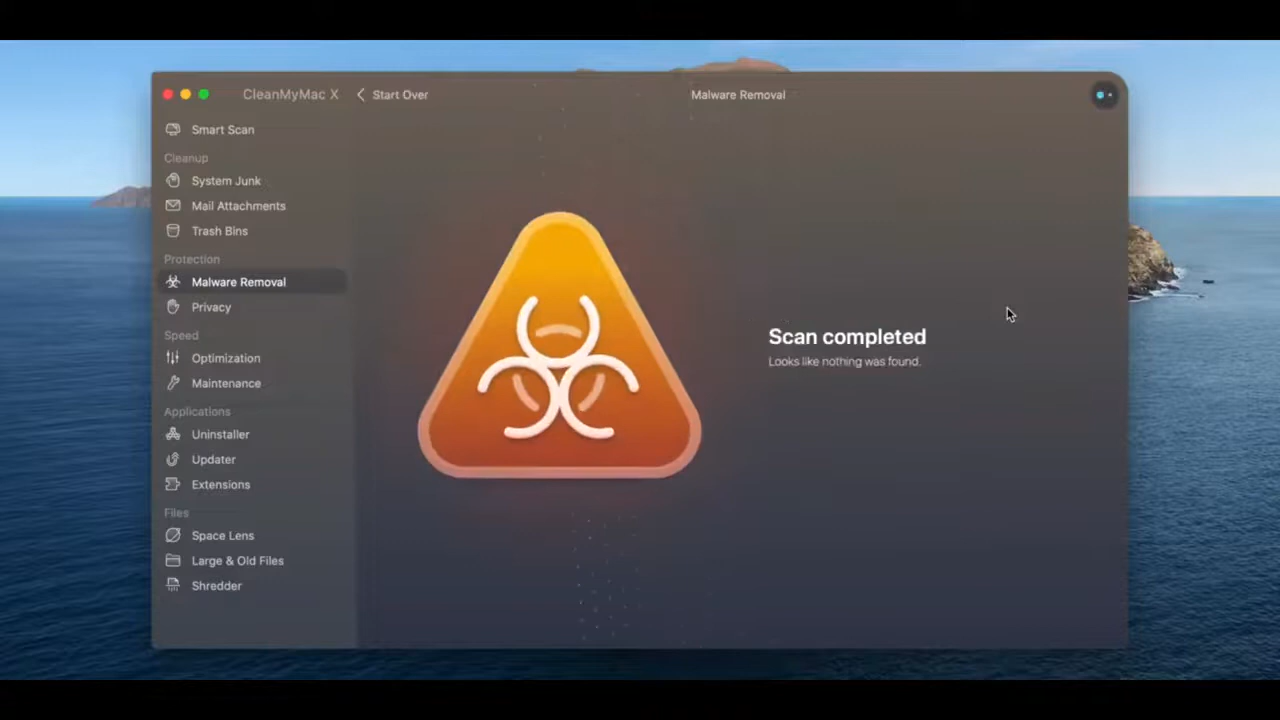 CleanMyMac X
Start Over
Malware Removal
Smart Scan
Cleanup
System Junk
Mail Attachments
Trash Bins
Protection
Malware Removal
Privacy
Speed
Optimization
Maintenance
Applications
Uninstaller
Updater
Extensions
Files
Space Lens
Large & Old Files
Shredder
Scan completed
Looks like nothing was found.